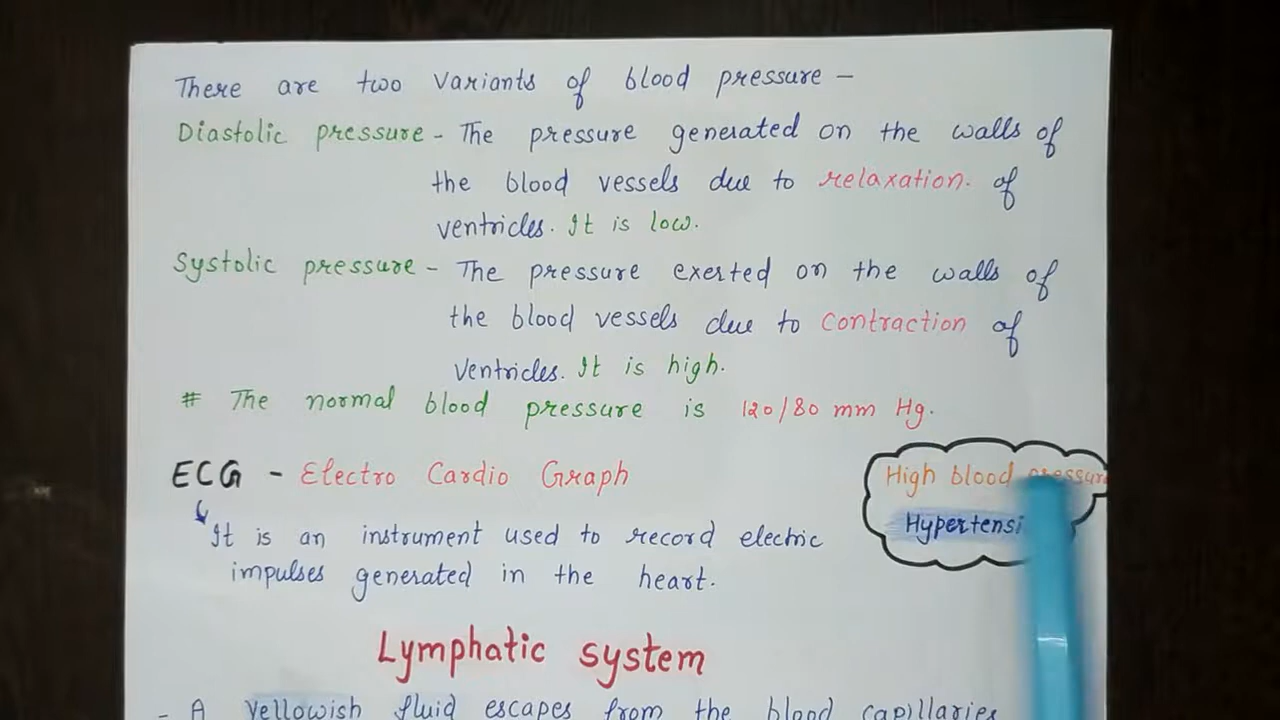 There are two variants of blood pressure –
Diastolic pressure - The pressure generated on the walls of
the blood vessels due to relaxation. of
ventricles. It is low.
Systolic pressure - The pressure exerted on the walls of
the blood vessels due to contraction of
ventricles. It is high.
# The normal blood pressure is 120/80 mm Hg.
ECG - Electro Cardio Graph
It is an instrument used to record electric
impulses generated in the heart.
High blood pressure
Hypertensi
Lymphatic system
- A yellowish fluid escapes from the blood capillaries